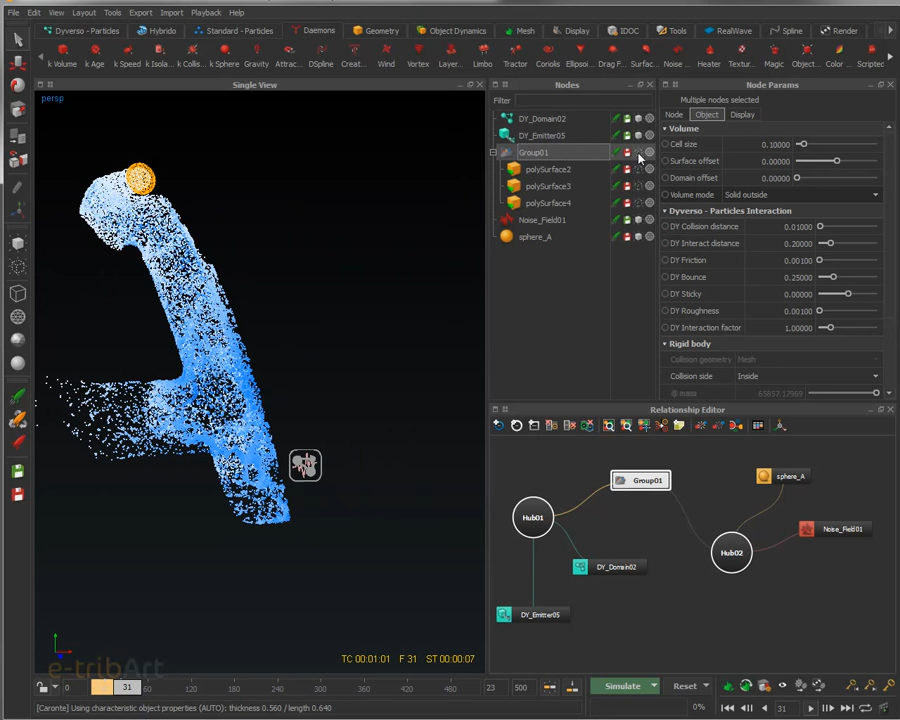 File Edit View Layout Tools Export Import Playback Help
Dyverso - Particles Hybrido Standard - Particles Daemons Geometry Object Dynamics Mesh Display IDOC Tools RealWave Spline Render
k Volume k Age k Speed k Isola... k Collis... k Sphere Gravity Attrac... DSpline Creat... Wind Vortex Layer... Limbo Tractor Coriolis Ellipsoi... Drag F... Surfac... Noise ... Heater Textur... Magic Object... Color ... Scripted
Single View
persp
TC 00:01:01 F 31 ST 00:00:07
e-tribArt
Nodes
Filter
DY_Domain02
DY_Emitter05
Group01
polySurface2
polySurface3
polySurface4
Noise_Field01
sphere_A
Node Params
Multiple nodes selected
Node Object Display
Volume
Cell size 0.10000
Surface offset 0.00000
Domain offset 0.00000
Volume mode Solid outside
Dyverso - Particles Interaction
DY Collision distance 0.01000
DY Interact distance 0.20000
DY Friction 0.00100
DY Bounce 0.25000
DY Sticky 0.00000
DY Roughness 0.00100
DY Interaction factor 1.00000
Rigid body
Collision geometry Mesh
Collision side Inside
@ mass 65857.17569
Relationship Editor
Group01
sphere_A
Hub01
Noise_Field01
Hub02
DY_Domain02
DY_Emitter05
0 31 60 120 180 240 300 360 420 480 23 500 Simulate Reset
[Caronte] Using characteristic object properties (AUTO): thickness 0.560 / length 0.640 0% 31